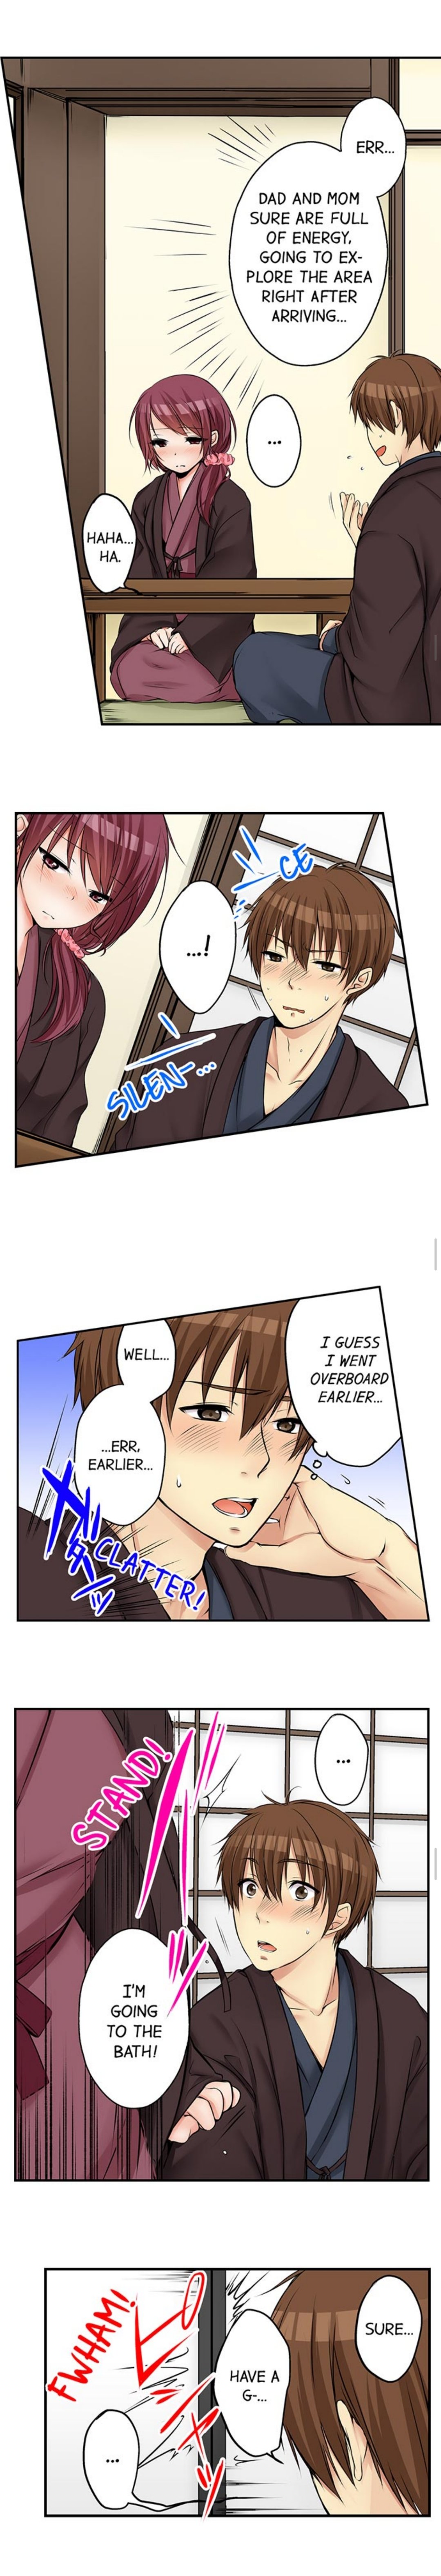 ERR...
DAD AND MOM
SURE ARE FULL
OF ENERGY,
GOING TO EX-
PLORE THE AREA
RIGHT AFTER
ARRIVING...
...
HAHA...
HA.
CE
...!
SILEN-...
I GUESS
I WENT
OVERBOARD
EARLIER...
WELL...
...ERR,
EARLIER...
CLATTER!
...
STAND!
I'M
GOING
TO THE
BATH!
SURE...
HAVE A
G-...
FWHAM!
...